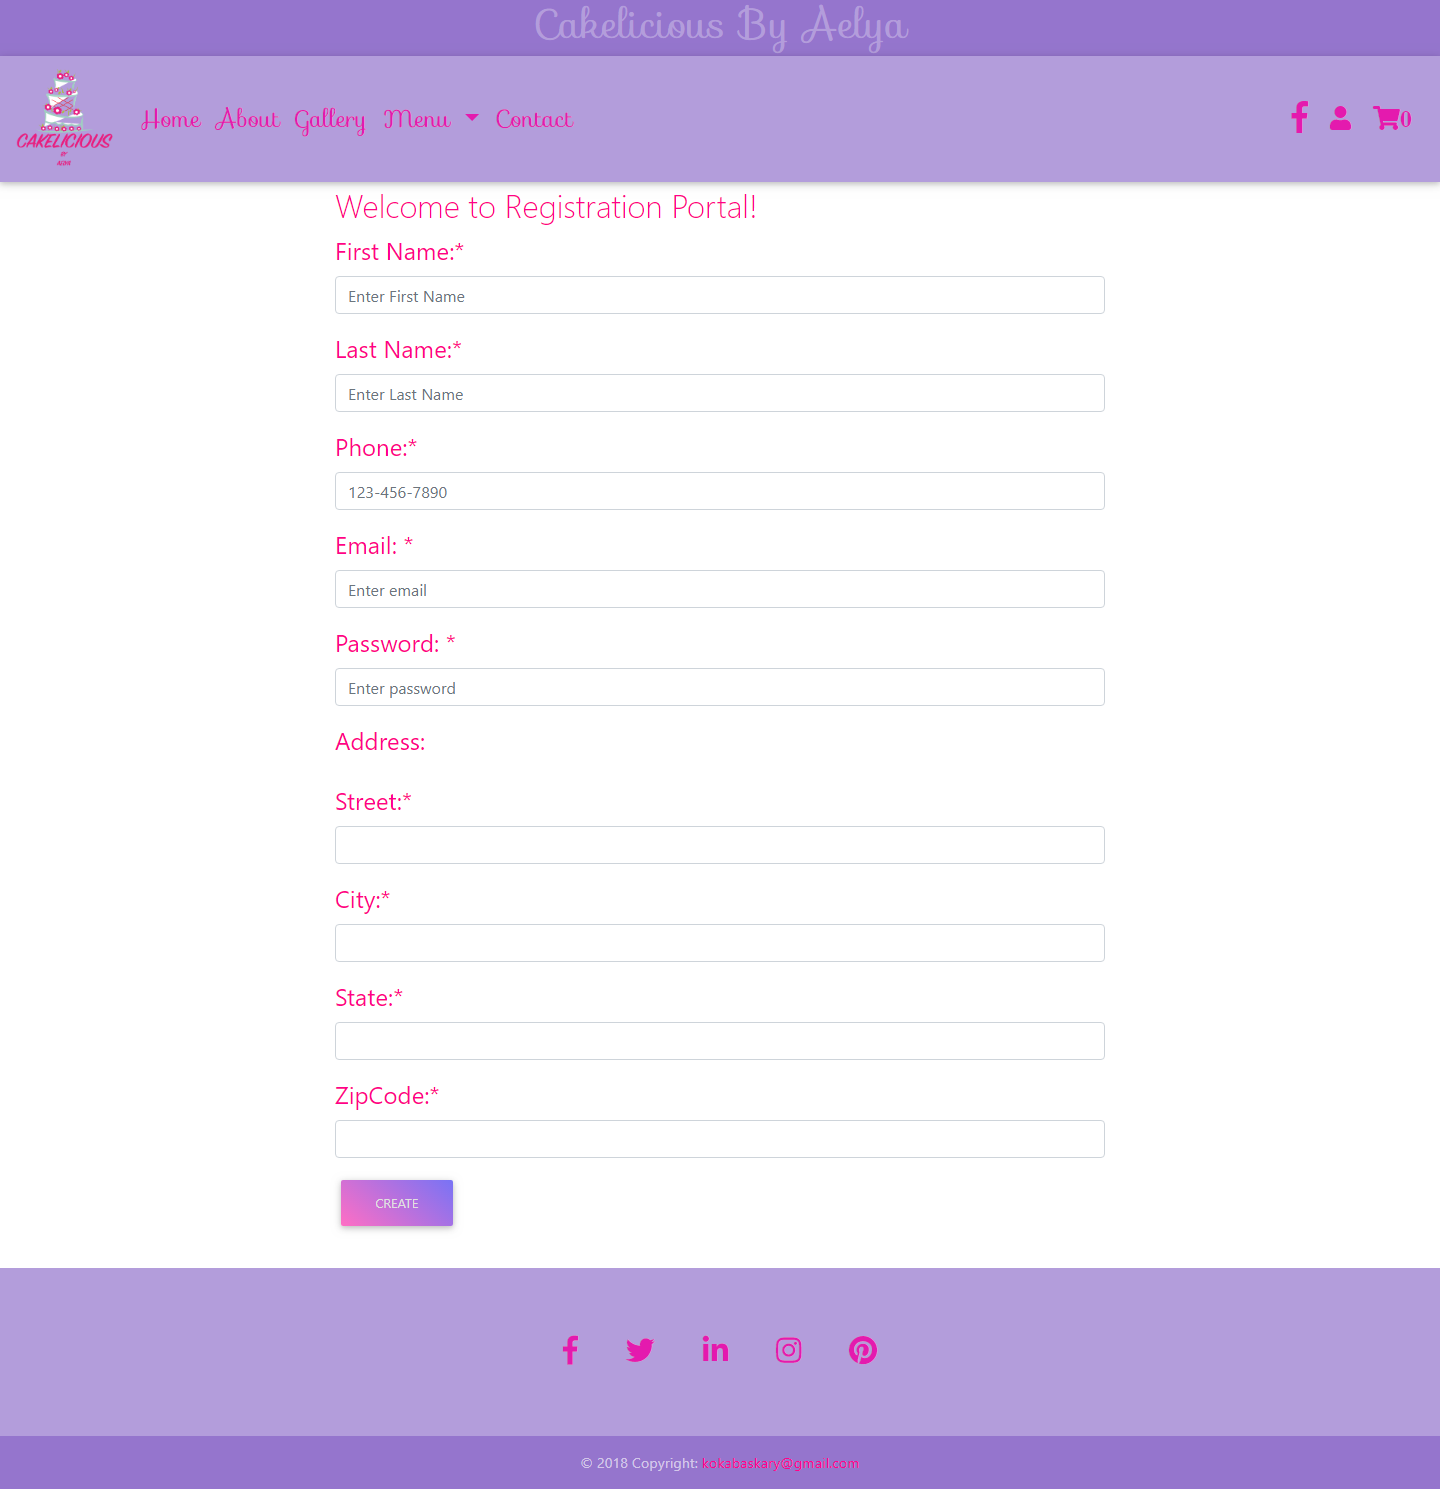 Cakelicious By Aelya
CAKELICIOUS
BY
AELYA
Home About Gallery Menu Contact
0
Welcome to Registration Portal!
First Name:*
Enter First Name
Last Name:*
Enter Last Name
Phone:*
123-456-7890
Email: *
Enter email
Password: *
Enter password
Address:
Street:*
City:*
State:*
ZipCode:*
CREATE
© 2018 Copyright: kokabaskary@gmail.com